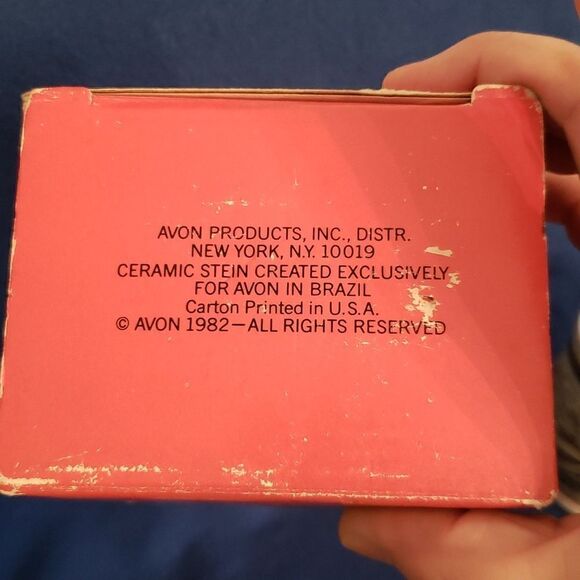 AVON PRODUCTS, INC., DISTR.
NEW YORK, N.Y. 10019
CERAMIC STEIN CREATED EXCLUSIVELY
FOR AVON IN BRAZIL
Carton Printed in U.S.A.
© AVON 1982—ALL RIGHTS RESERVED